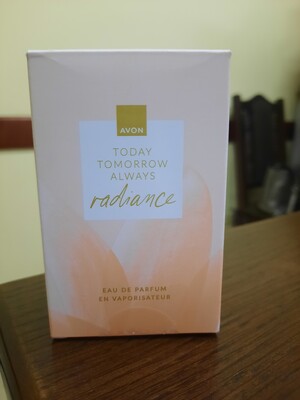 AVON
TODAY
TOMORROW
ALWAYS
radiance
EAU DE PARFUM
EN VAPORISATEUR